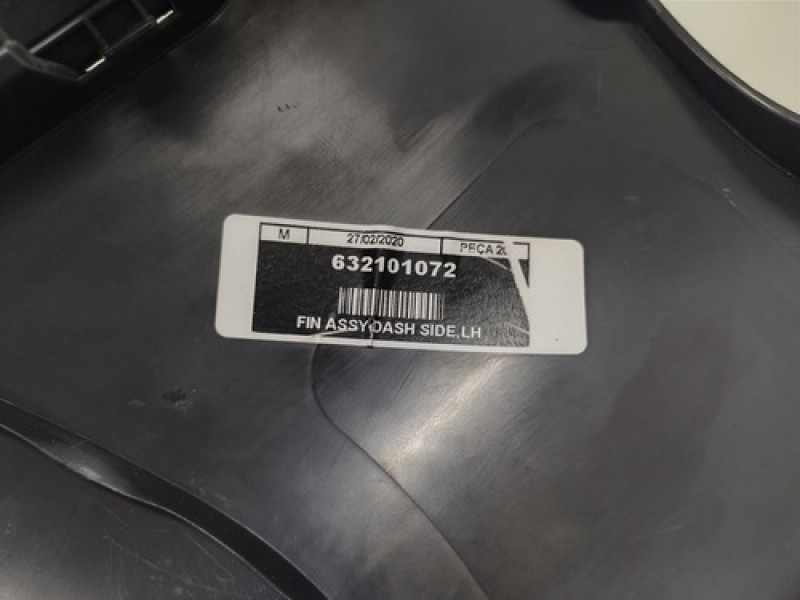 M 27/02/2020 PEÇA
632101072
FIN ASSY DASH SIDE,LH